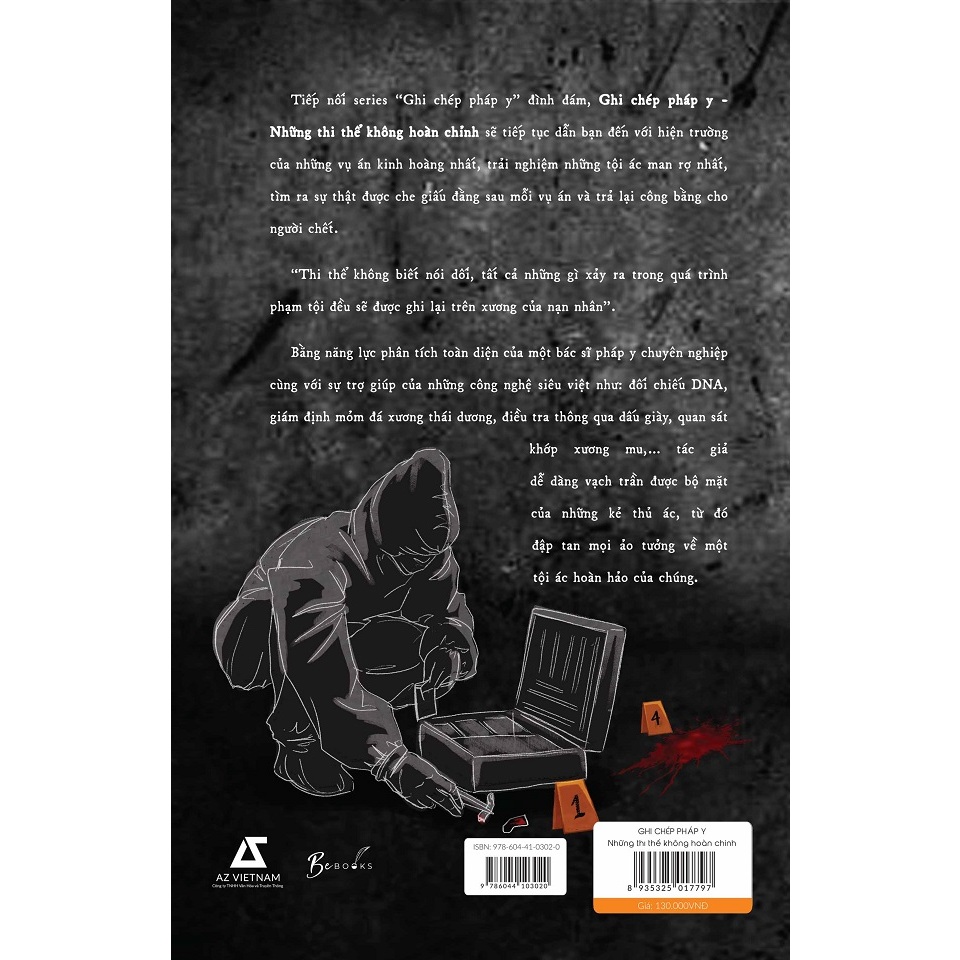 Tiếp nối series “Ghi chép pháp y” đình đám, Ghi chép pháp y -
Những thi thể không hoàn chỉnh sẽ tiếp tục dẫn bạn đến với hiện trường
của những vụ án kinh hoàng nhất, trải nghiệm những tội ác man rợ nhất,
tìm ra sự thật được che giấu đằng sau mỗi vụ án và trả lại công bằng cho
người chết.
“Thi thể không biết nói dối, tất cả những gì xảy ra trong quá trình
phạm tội đều sẽ được ghi lại trên xương của nạn nhân”.
Bằng năng lực phân tích toàn diện của một bác sĩ pháp y chuyên nghiệp
cùng với sự trợ giúp của những công nghệ siêu việt như: đối chiếu DNA,
giám định mỏm đá xương thái dương, điều tra thông qua dấu giày, quan sát
khớp xương mu,... tác giả
dễ dàng vạch trần được bộ mặt
của những kẻ thủ ác, từ đó
đập tan mọi ảo tưởng về một
tội ác hoàn hảo của chúng.
4
1
AZ VIETNAM
Công ty TNHH Văn Hóa và Truyền Thông
BeBOOKS
ISBN: 978-604-41-0302-0
9 786044 103020
GHI CHÉP PHÁP Y
Những thi thể không hoàn chỉnh
8 935325 017797
Giá: 130.000VNĐ